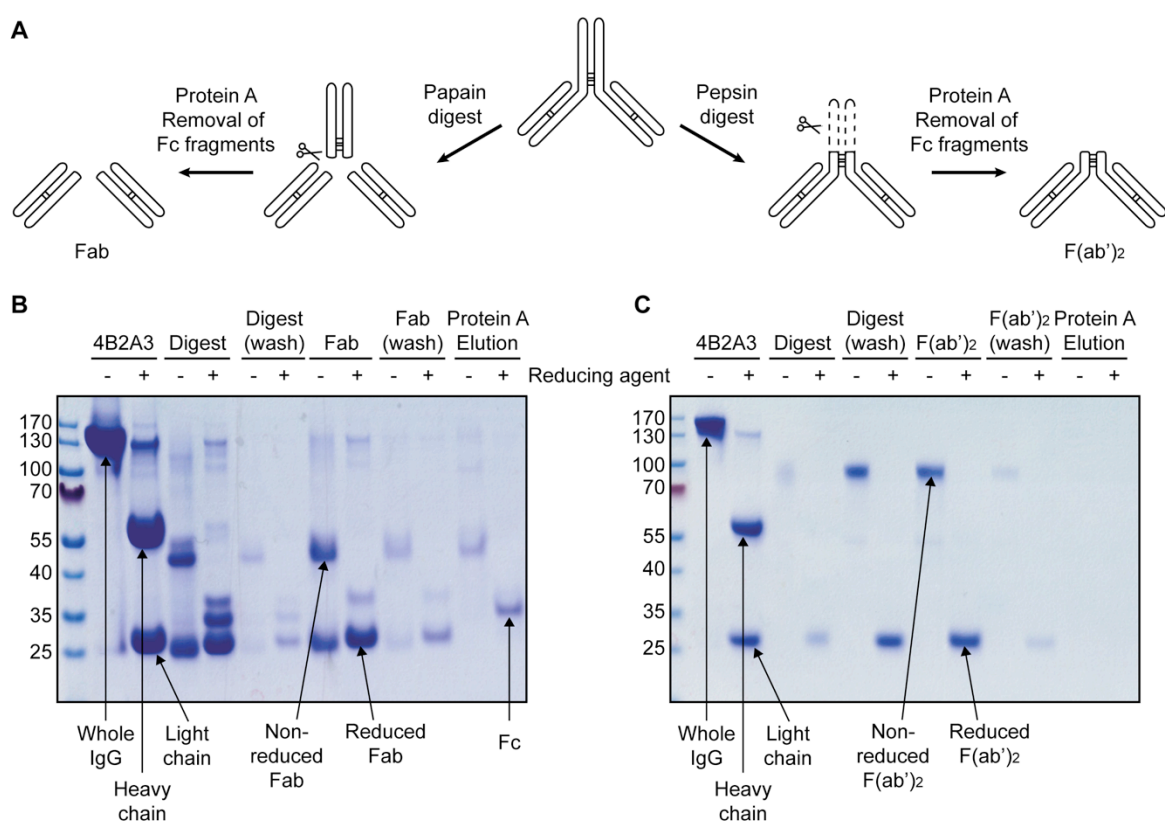 A
Protein A
Removal of
Fc fragments
Papain
digest
Pepsin
digest
Protein A
Removal of
Fc fragments
Fab
F(ab')2
B
4B2A3
Digest
Digest
(wash)
Fab
Fab
(wash)
Protein A
Elution
- + - + - + - + - + - +
Reducing agent
170
130
100
70
55
40
35
25
Whole
IgG
Heavy
chain
Light
chain
Non-
reduced
Fab
Reduced
Fab
Fc
C
4B2A3
Digest
Digest
(wash)
F(ab')2
F(ab')2
(wash)
Protein A
Elution
- + - + - + - + - + - +
170
130
100
70
55
40
35
25
Whole
IgG
Heavy
chain
Light
chain
Non-
reduced
F(ab')2
Reduced
F(ab')2